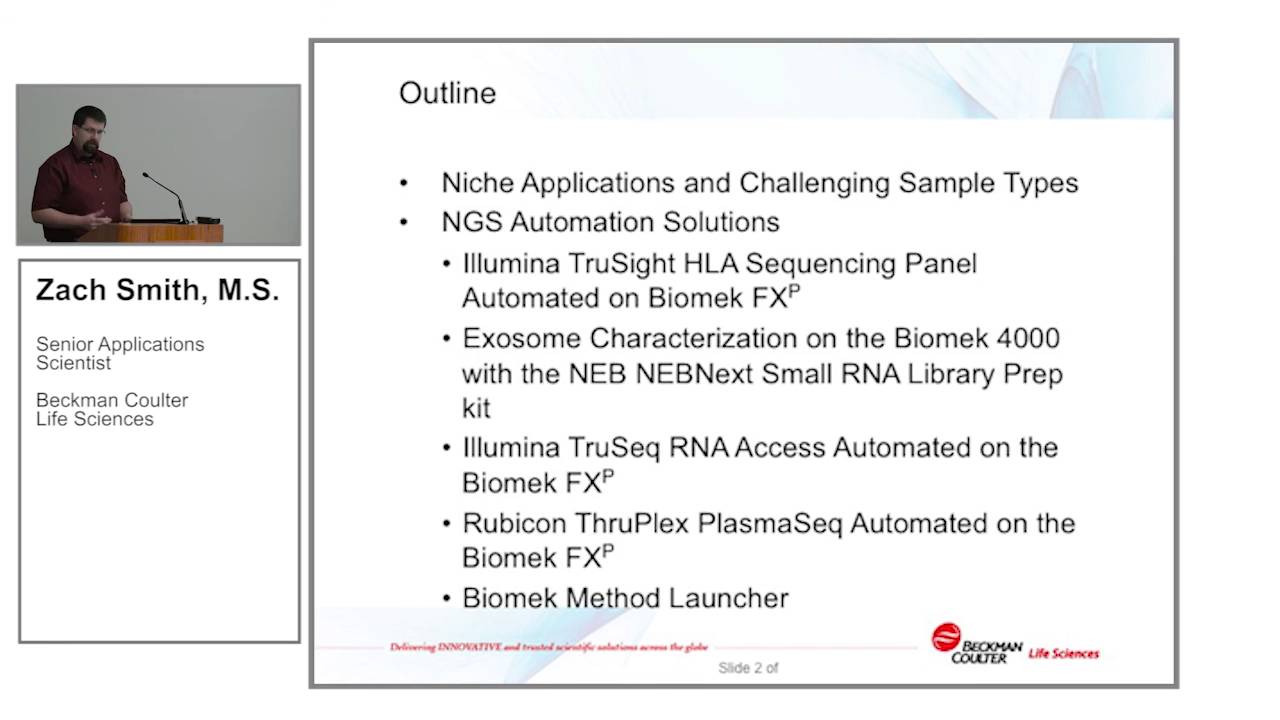 Outline
• Niche Applications and Challenging Sample Types
• NGS Automation Solutions
• Illumina TruSight HLA Sequencing Panel
Automated on Biomek FXP
• Exosome Characterization on the Biomek 4000
with the NEB NEBNext Small RNA Library Prep
kit
• Illumina TruSeq RNA Access Automated on the
Biomek FXP
• Rubicon ThruPlex PlasmaSeq Automated on the
Biomek FXP
• Biomek Method Launcher
Delivering INNOVATIVE and trusted scientific solutions across the globe
BECKMAN
COULTER Life Sciences
Slide 2 of
Zach Smith, M.S.
Senior Applications
Scientist
Beckman Coulter
Life Sciences